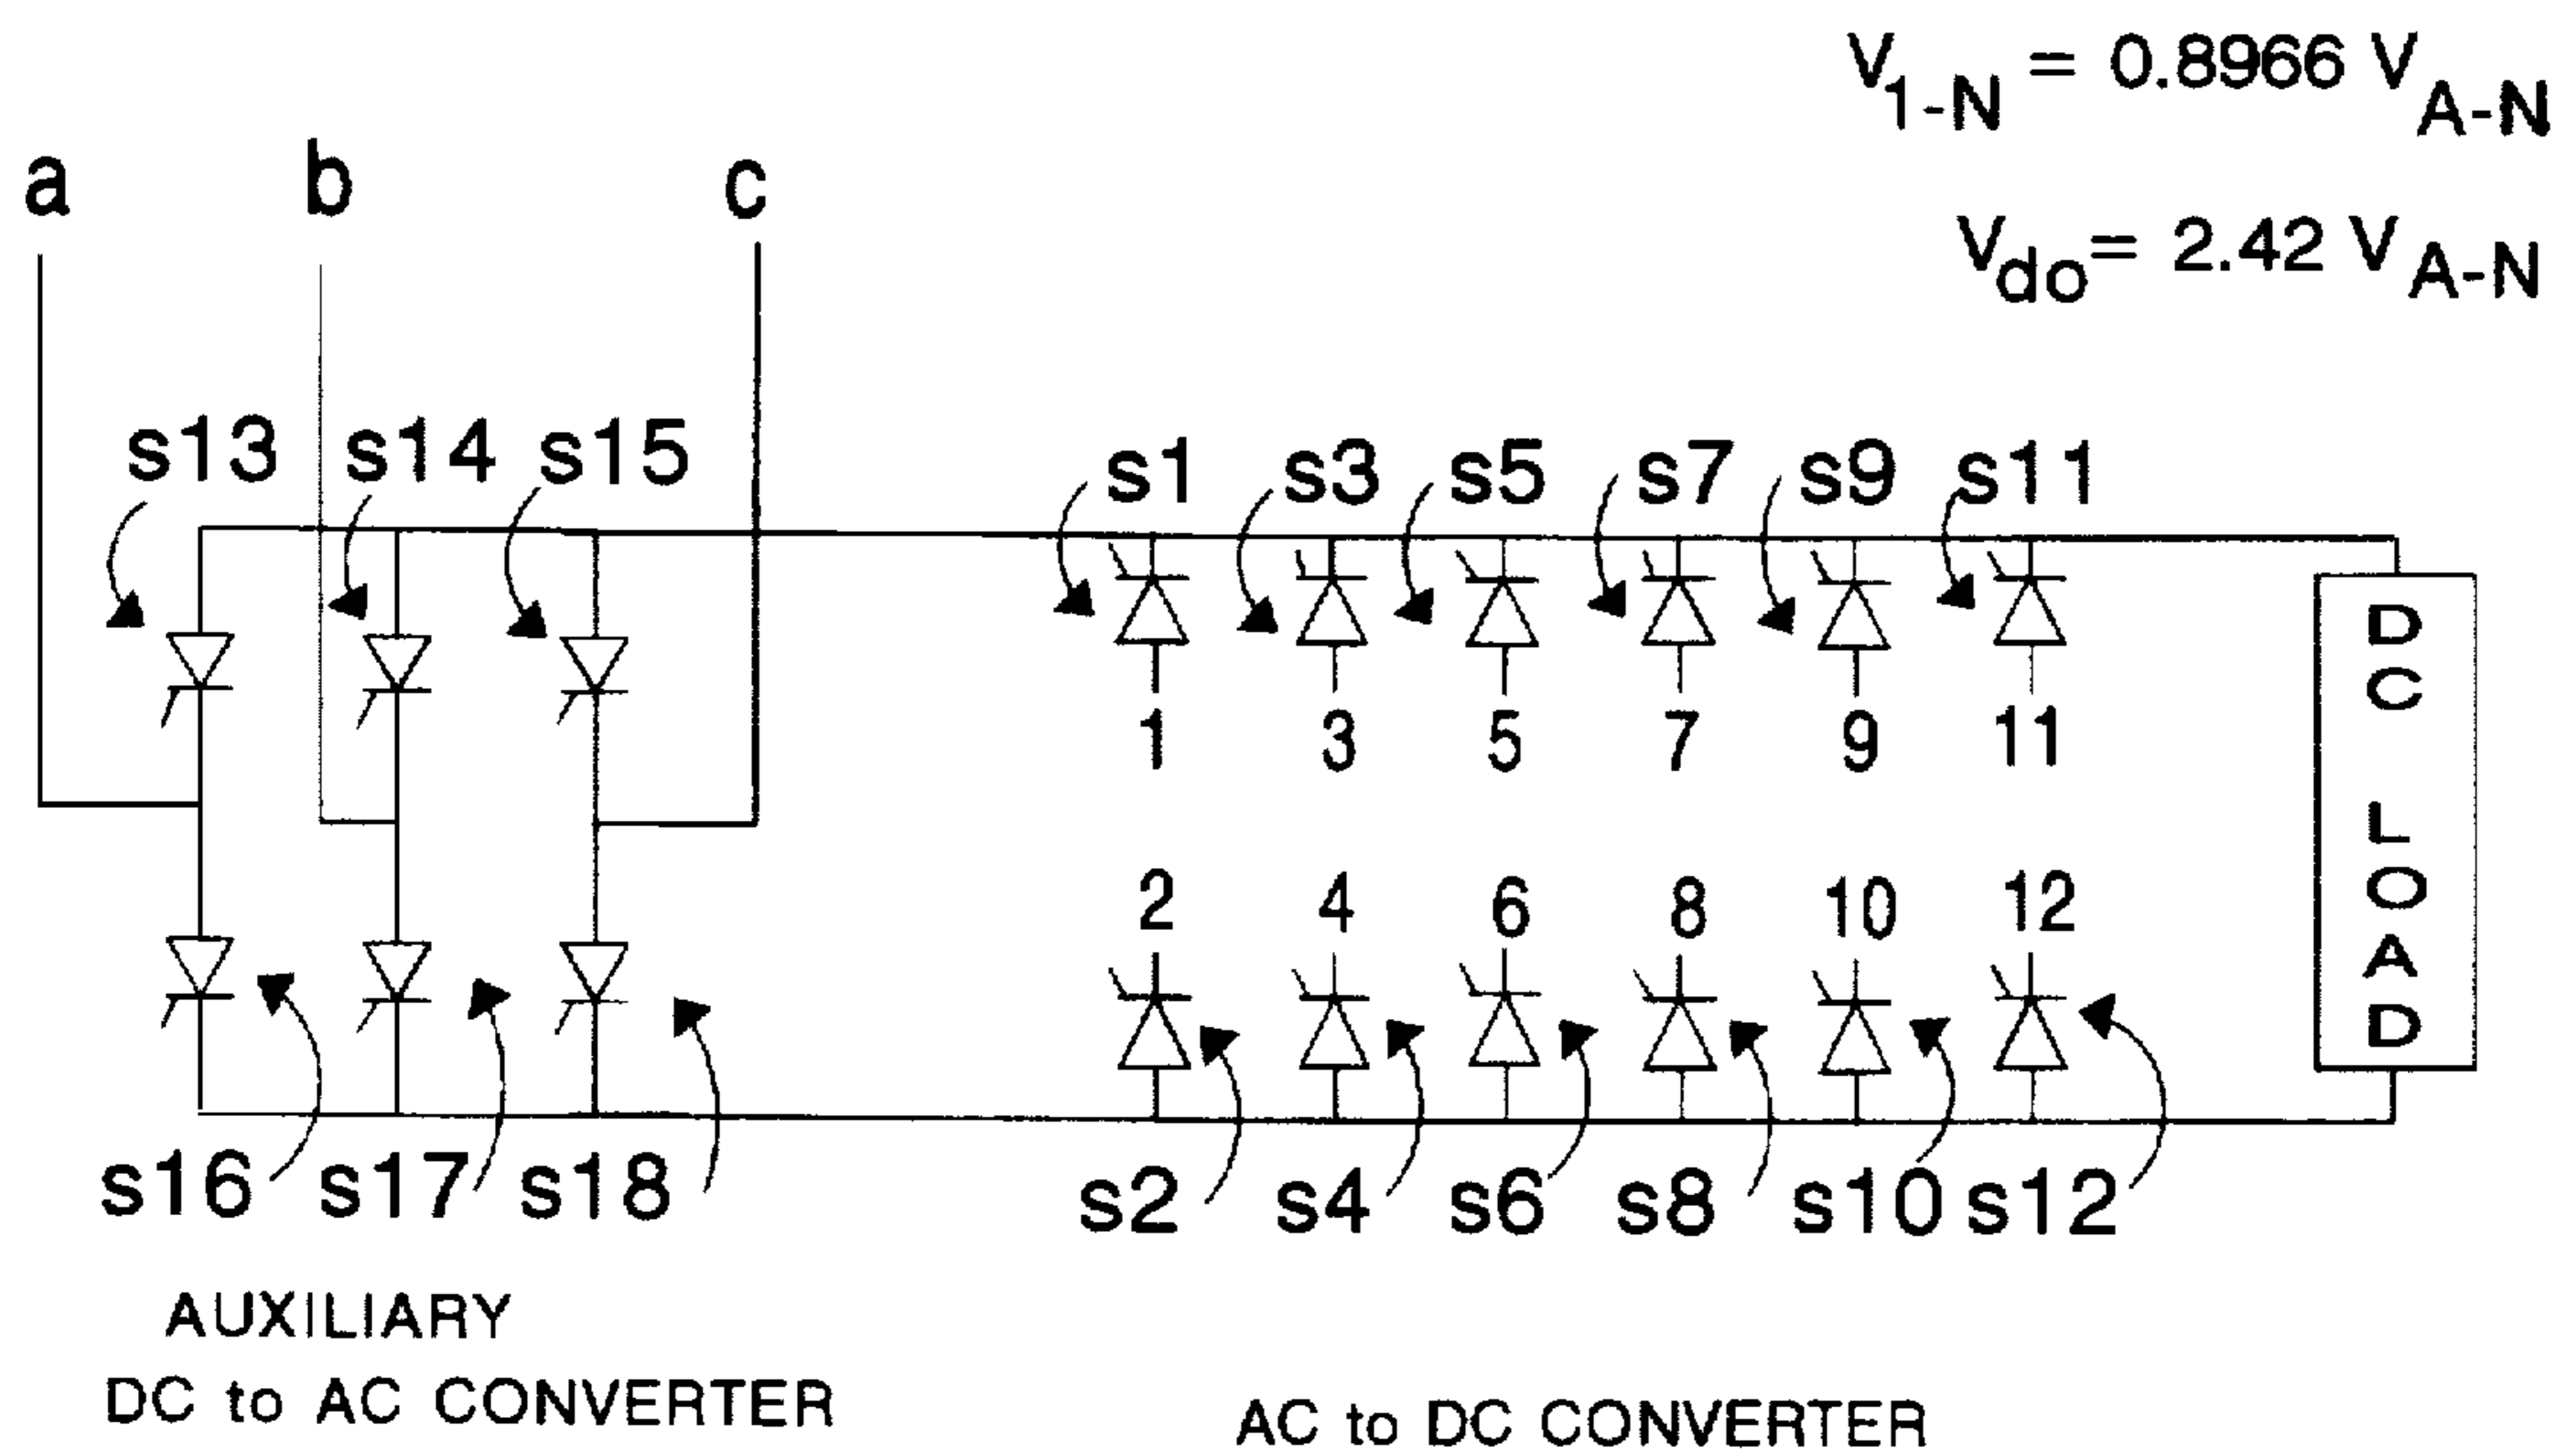 V1-N = 0.8966 VA-N
Vdo = 2.42 VA-N
a b c
s13 s14 s15 s1 s3 s5 s7 s9 s11
1 3 5 7 9 11
DC LOAD
2 4 6 8 10 12
s16 s17 s18 s2 s4 s6 s8 s10 s12
AUXILIARY
DC to AC CONVERTER
AC to DC CONVERTER